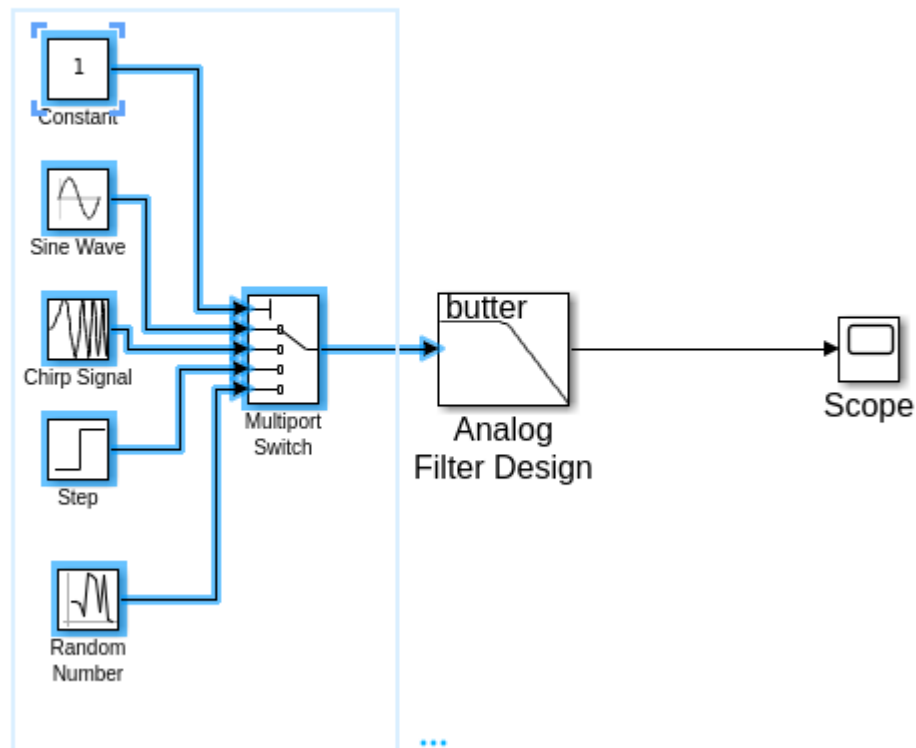 1
Constant
Sine Wave
Chirp Signal
Step
Random
Number
Multiport
Switch
butter
Analog
Filter Design
Scope